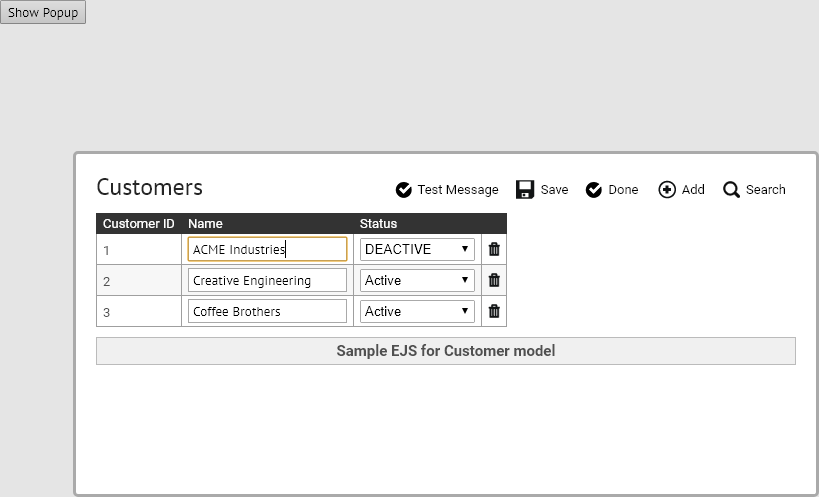 Show Popup
Customers
Test Message Save Done Add Search
Customer ID Name Status
1 ACME Industries DEACTIVE
2 Creative Engineering Active
3 Coffee Brothers Active
Sample EJS for Customer model